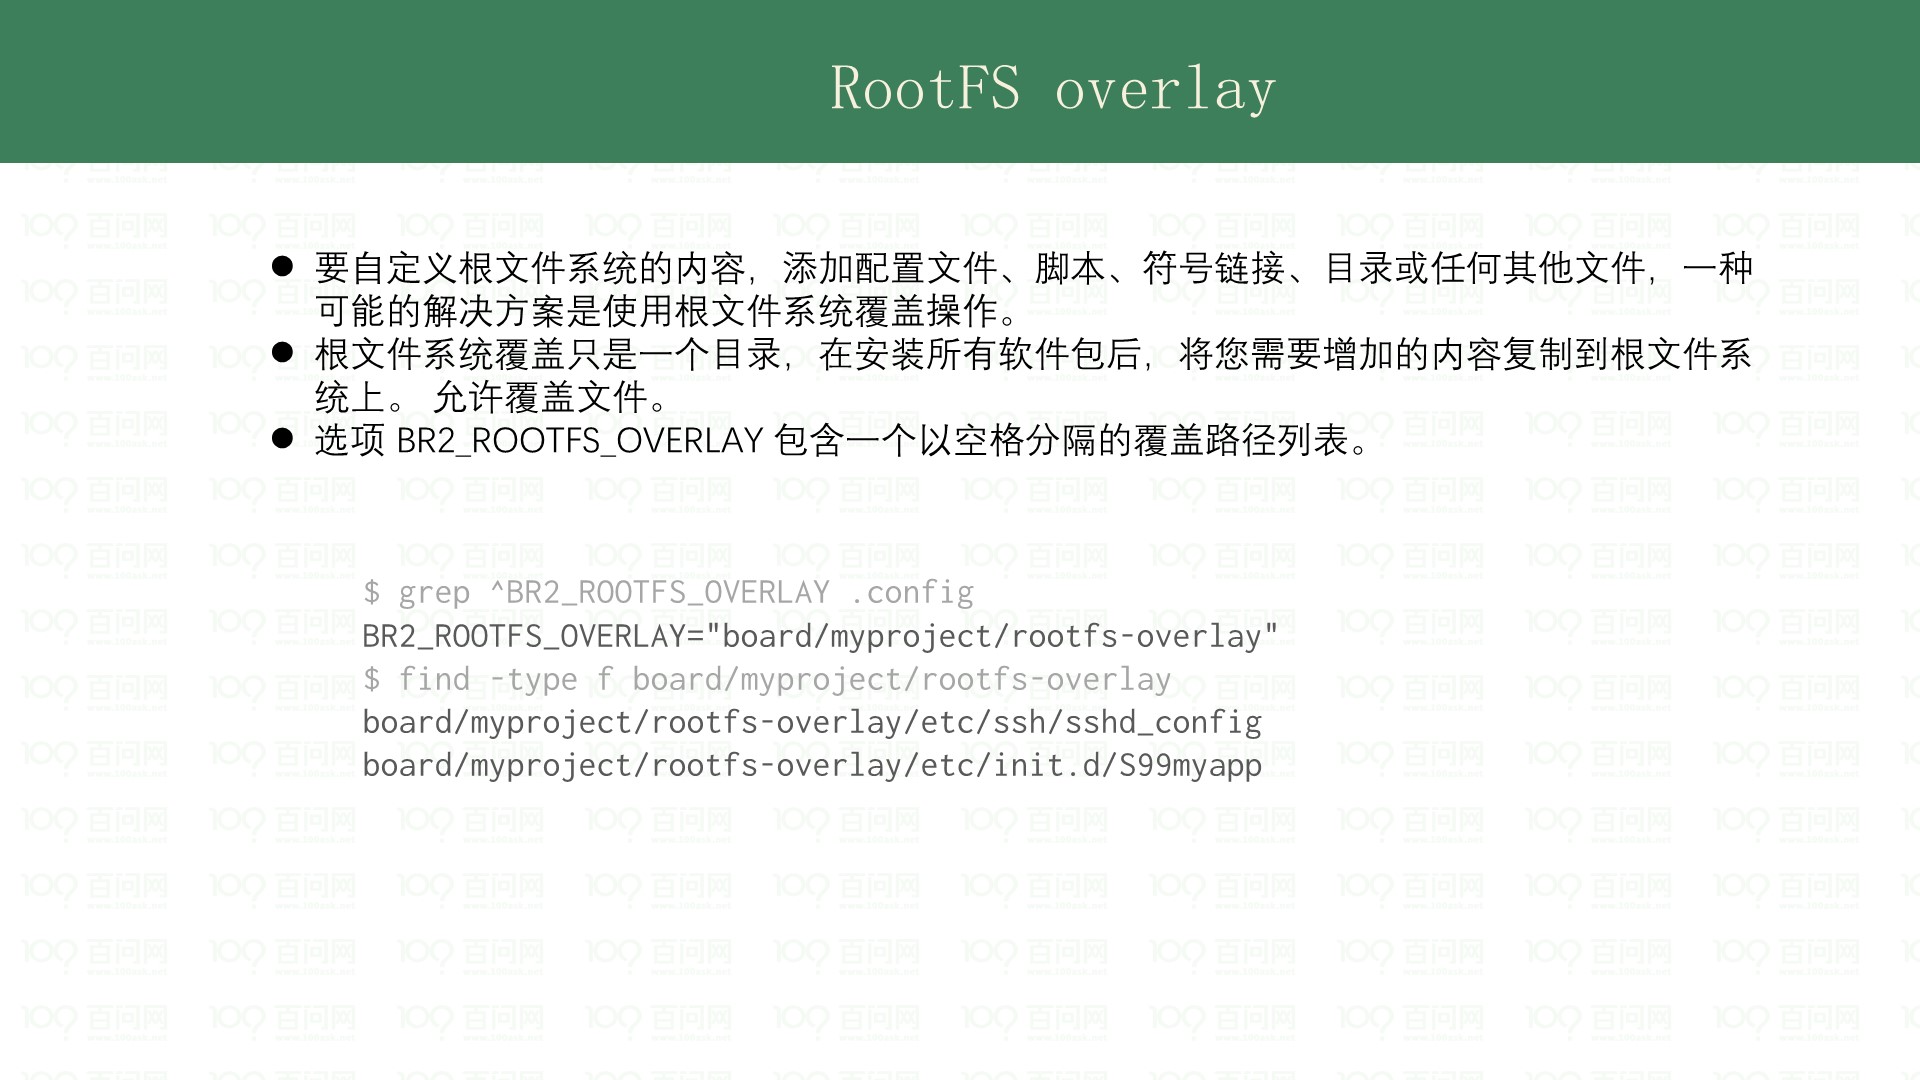 RootFS overlay
● 要自定义根文件系统的内容，添加配置文件、脚本、符号链接、目录或任何其他文件，一种
可能的解决方案是使用根文件系统覆盖操作。
● 根文件系统覆盖只是一个目录，在安装所有软件包后，将您需要增加的内容复制到根文件系
统上。 允许覆盖文件。
● 选项 BR2_ROOTFS_OVERLAY 包含一个以空格分隔的覆盖路径列表。
$ grep ^BR2_ROOTFS_OVERLAY .config
BR2_ROOTFS_OVERLAY="board/myproject/rootfs-overlay"
$ find -type f board/myproject/rootfs-overlay
board/myproject/rootfs-overlay/etc/ssh/sshd_config
board/myproject/rootfs-overlay/etc/init.d/S99myapp